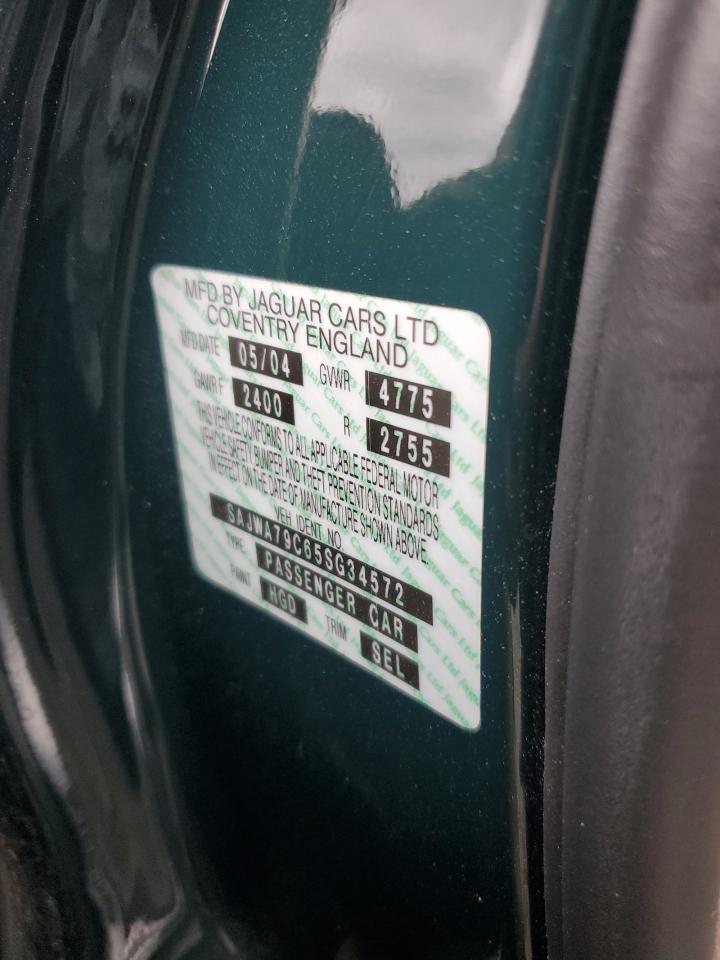 MFD BY JAGUAR CARS LTD
COVENTRY ENGLAND
MFD DATE 05/04 GVWR 4775
GAWR F 2400 R 2755
THIS VEHICLE CONFORMS TO ALL APPLICABLE FEDERAL MOTOR
VEHICLE SAFETY BUMPER AND THEFT PREVENTION STANDARDS
IN EFFECT ON THE DATE OF MANUFACTURE SHOWN ABOVE.
VEH. IDENT NO.
SAJWA79C65SG34572
TYPE. PASSENGER CAR
PAINT HGD TRIM SEL